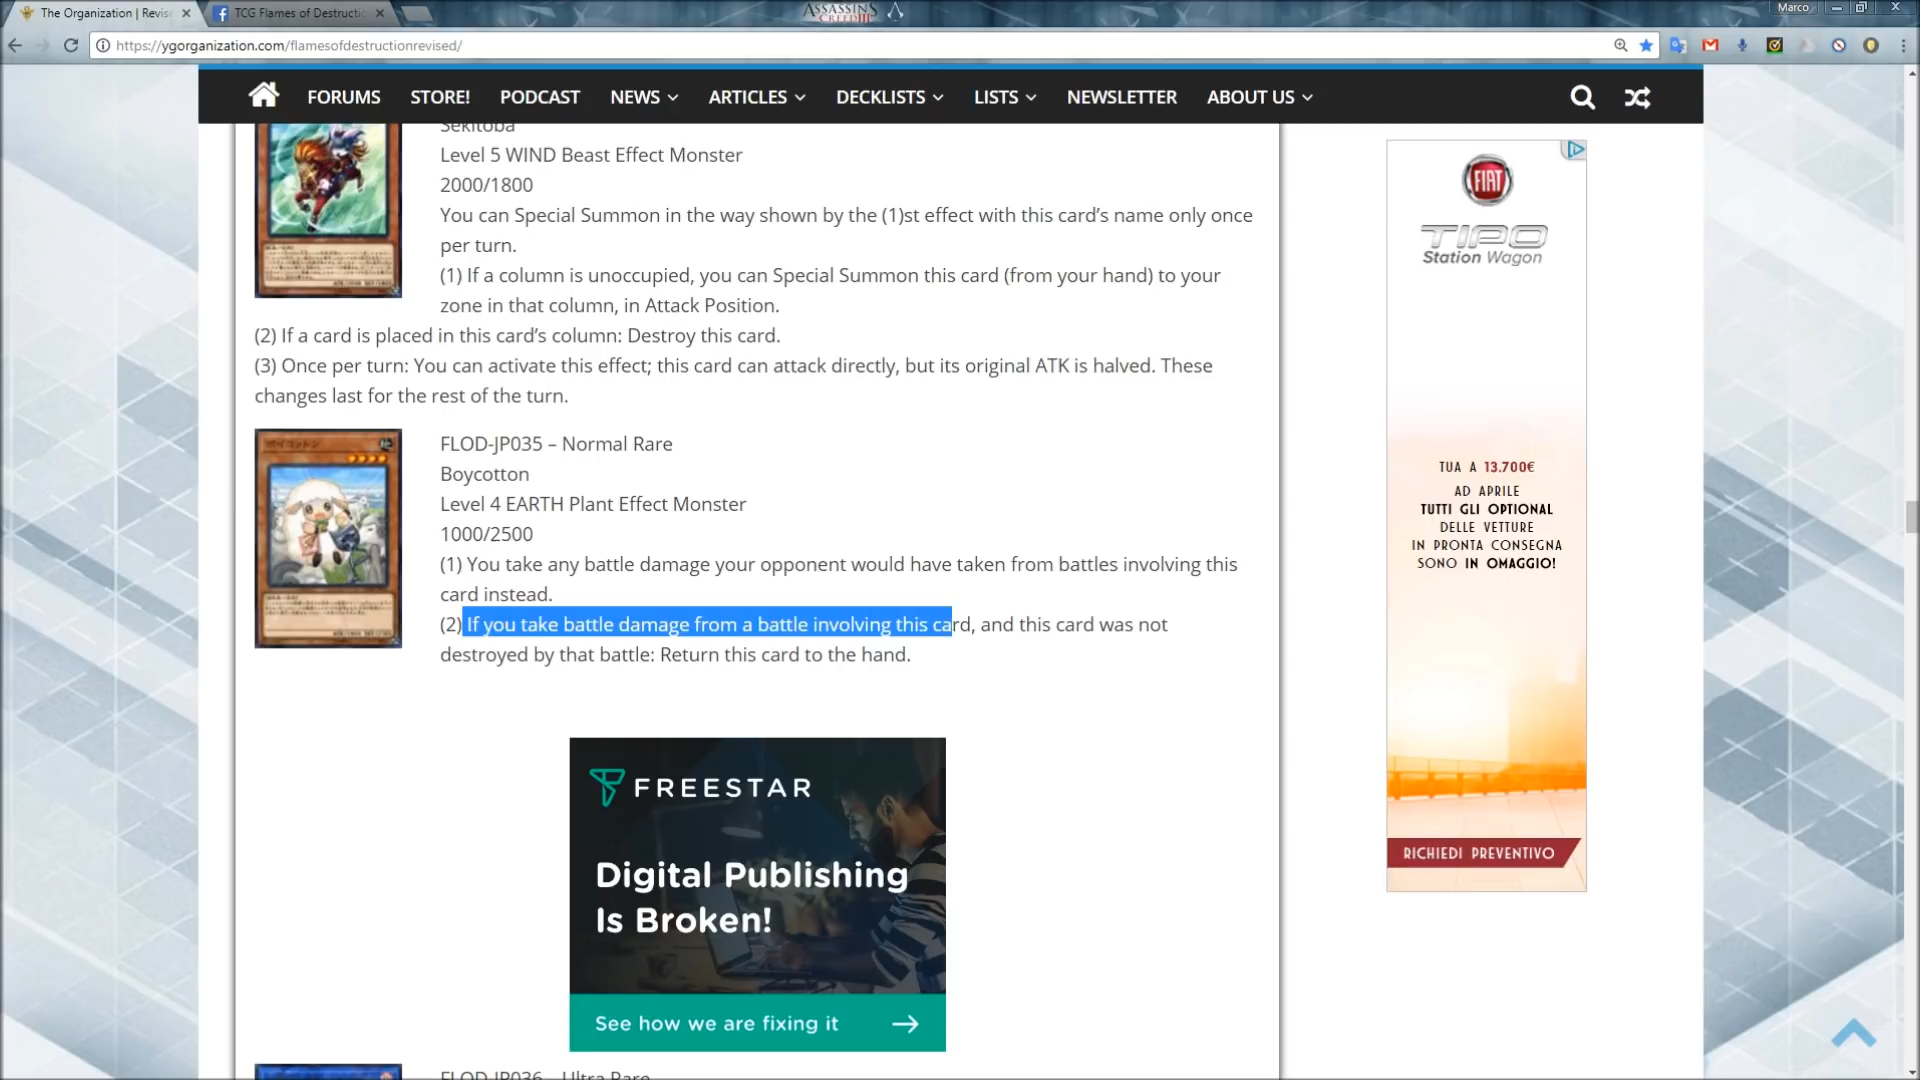 The Organization | Revise
TCG Flames of Destructio
ASSASSINS
CREED III
Marco
https://ygorganization.com/flamesofdestructionrevised/
FORUMS STORE! PODCAST NEWS ARTICLES DECKLISTS LISTS NEWSLETTER ABOUT US
Sekitoba
Level 5 WIND Beast Effect Monster
2000/1800
You can Special Summon in the way shown by the (1)st effect with this card’s name only once
per turn.
(1) If a column is unoccupied, you can Special Summon this card (from your hand) to your
zone in that column, in Attack Position.
(2) If a card is placed in this card’s column: Destroy this card.
(3) Once per turn: You can activate this effect; this card can attack directly, but its original ATK is halved. These
changes last for the rest of the turn.
FLOD-JP035 – Normal Rare
Boycotton
Level 4 EARTH Plant Effect Monster
1000/2500
(1) You take any battle damage your opponent would have taken from battles involving this
card instead.
(2) If you take battle damage from a battle involving this card, and this card was not
destroyed by that battle: Return this card to the hand.
FREESTAR
Digital Publishing
Is Broken!
See how we are fixing it
FLOD-JP036 – Ultra Rare
FIAT
TIPO
Station Wagon
TUA A 13.700€
AD APRILE
TUTTI GLI OPTIONAL
DELLE VETTURE
IN PRONTA CONSEGNA
SONO IN OMAGGIO!
RICHIEDI PREVENTIVO